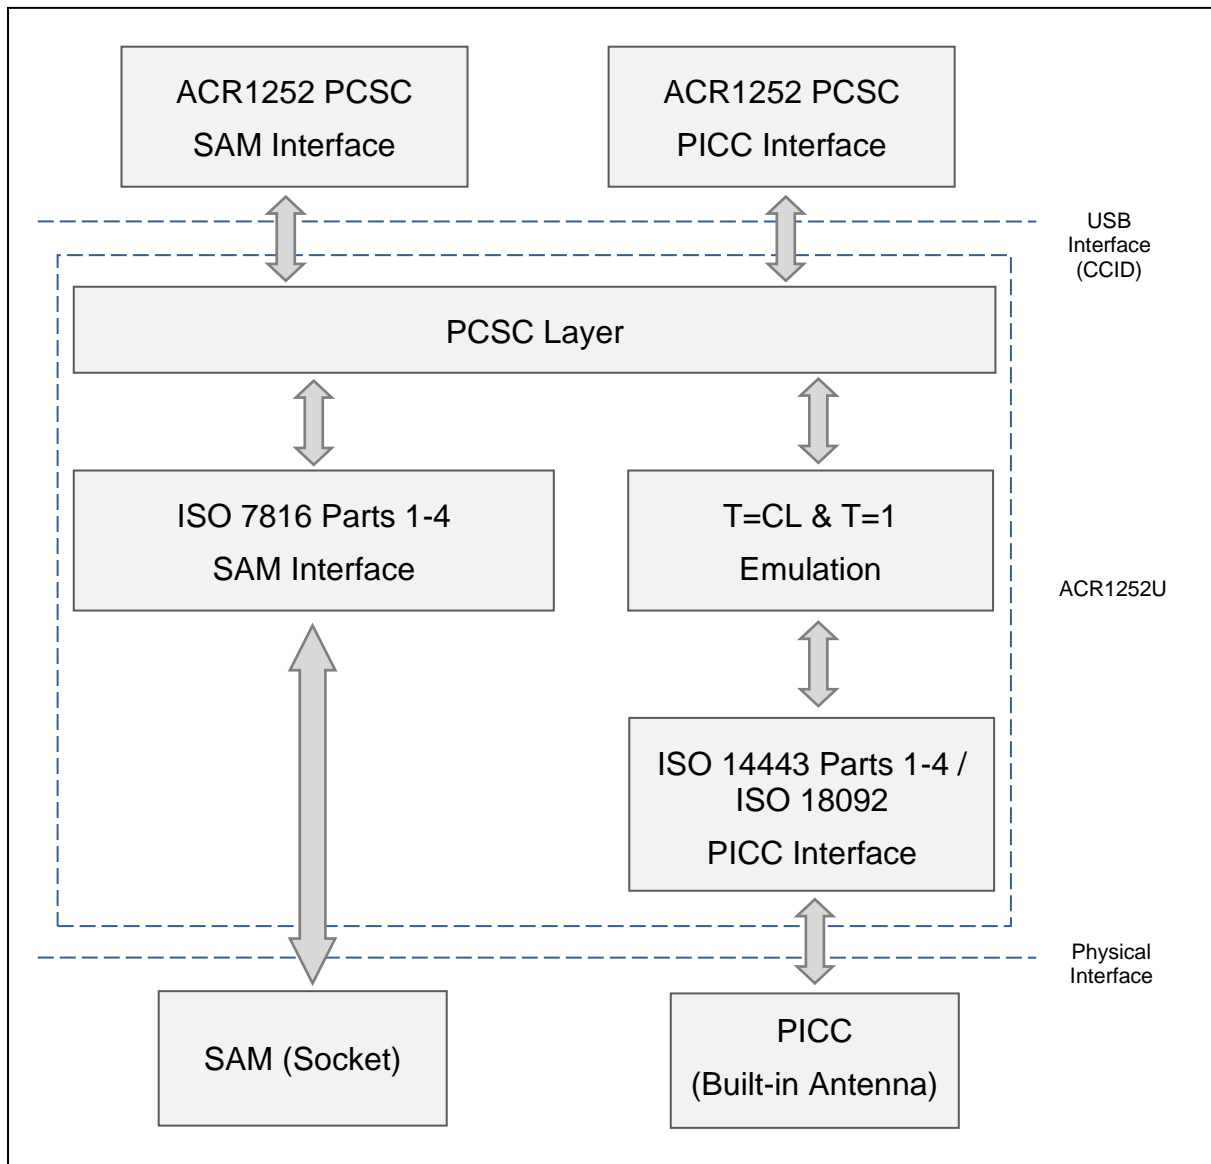 ACR1252 PCSC
SAM Interface
ACR1252 PCSC
PICC Interface
USB
Interface
(CCID)
PCSC Layer
ISO 7816 Parts 1-4
SAM Interface
T=CL & T=1
Emulation
ACR1252U
ISO 14443 Parts 1-4 /
ISO 18092
PICC Interface
Physical
Interface
SAM (Socket)
PICC
(Built-in Antenna)